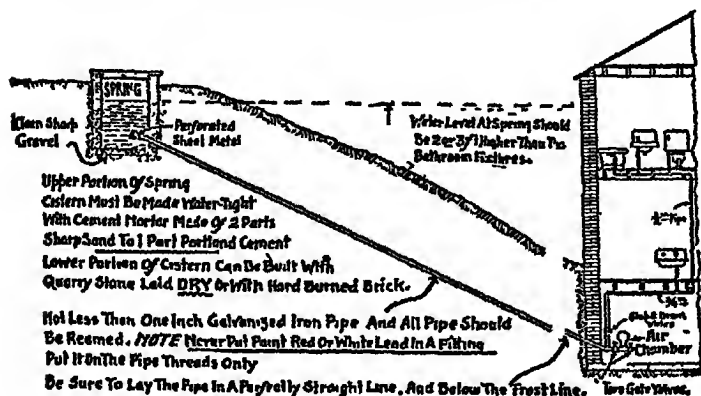 SPRING
Clean Sharp
Gravel
Perforated
Sheet Metal
Water Level At Spring Should
Be 2 or 3 ft Higher Than The
Bathroom Fixtures.
Upper Portion Of Spring
Cistern Must Be Made Water-Tight
With Cement Mortar Made Of 2 Parts
Sharp Sand To 1 Part Portland Cement
Lower Portion Of Cistern Can Be Built With
Quarry Stone Laid DRY Or With Hard Burned Brick.
Pipe
Not Less Than One Inch Galvanized Iron Pipe And All Pipe Should
Be Reamed. NOTE Never Put Paint Red Or White Lead In A Fitting
Put It On The Pipe Threads Only
Be Sure To Lay The Pipe In A Perfectly Straight Line, And Below The Frost Line.
Air
Chamber
Two Gate Valves.